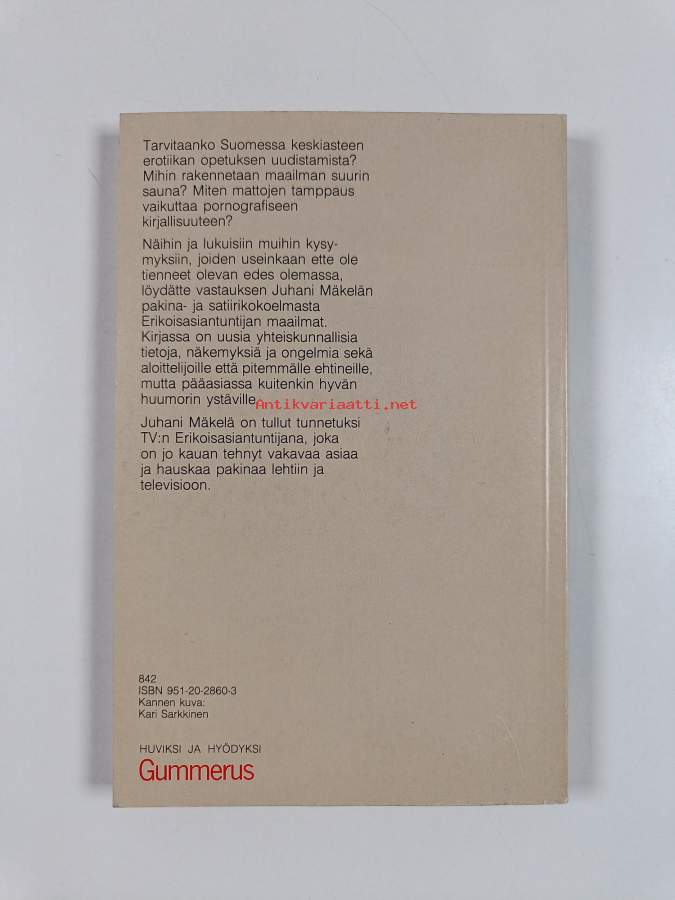 Tarvitaanko Suomessa keskiasteen
erotiikan opetuksen uudistamista?
Mihin rakennetaan maailman suurin
sauna? Miten mattojen tamppaus
vaikuttaa pornografiseen
kirjallisuuteen?
Näihin ja lukuisiin muihin kysy-
myksiin, joiden useinkaan ette ole
tienneet olevan edes olemassa,
löydätte vastauksen Juhani Mäkelän
pakina- ja satiirikokoelmasta
Erikoisasiantuntijan maailmat.
Kirjassa on uusia yhteiskunnallisia
tietoja, näkemyksiä ja ongelmia sekä
aloittelijoille että pitemmälle ehtineille,
mutta pääasiassa kuitenkin hyvän
huumorin ystäville.
Antikvariaatti.net
Juhani Mäkelä on tullut tunnetuksi
TV:n Erikoisasiantuntijana, joka
on jo kauan tehnyt vakavaa asiaa
ja hauskaa pakinaa lehtiin ja
televisioon.
842
ISBN 951-20-2860-3
Kannen kuva:
Kari Sarkkinen
HUVIKSI JA HYÖDYKSI
Gummerus